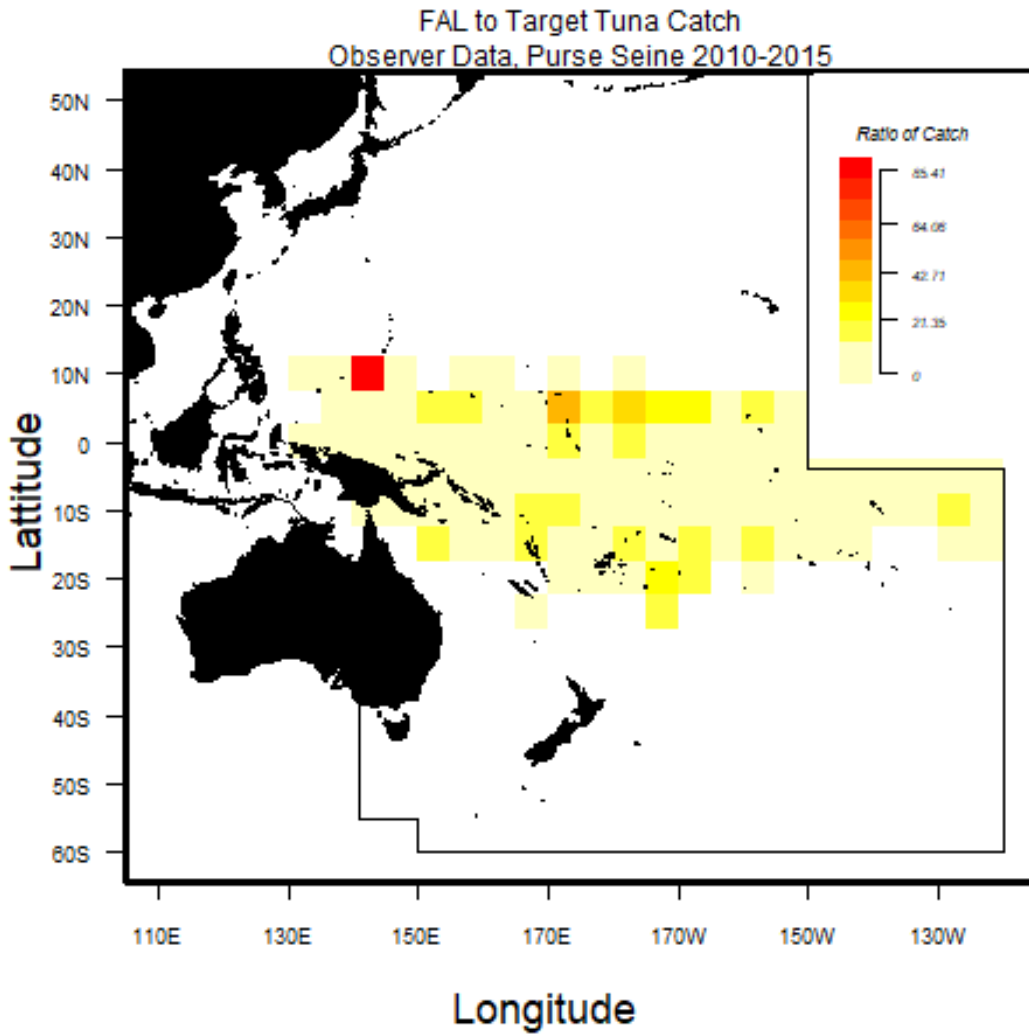 FAL to Target Tuna Catch
Observer Data, Purse Seine 2010-2015
Ratio of Catch
85.41
64.06
42.71
21.35
0
50N
40N
30N
20N
10N
0
10S
20S
30S
40S
50S
60S
Lattitude
110E
130E
150E
170E
170W
150W
130W
Longitude